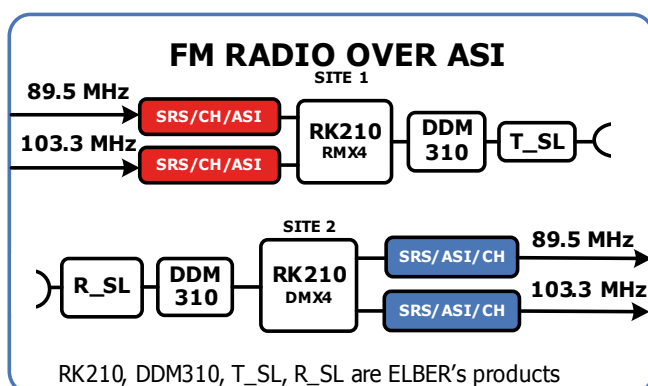 FM RADIO OVER ASI
SITE 1
89.5 MHz
SRS/CH/ASI
103.3 MHz
SRS/CH/ASI
RK210
RMX4
DDM
310
T_SL
SITE 2
R_SL
DDM
310
RK210
DMX4
SRS/ASI/CH
89.5 MHz
SRS/ASI/CH
103.3 MHz
RK210, DDM310, T_SL, R_SL are ELBER's products